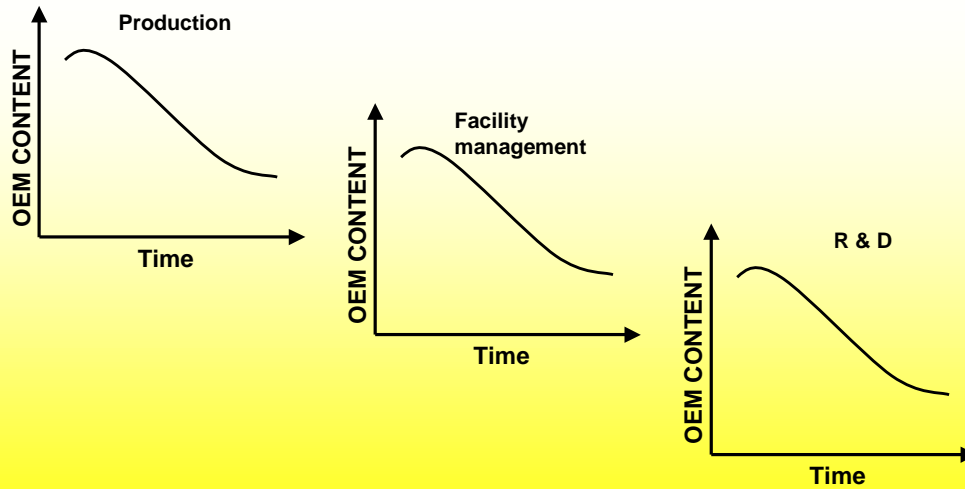 Production
OEM CONTENT
Time
Facility
management
OEM CONTENT
Time
R & D
OEM CONTENT
Time